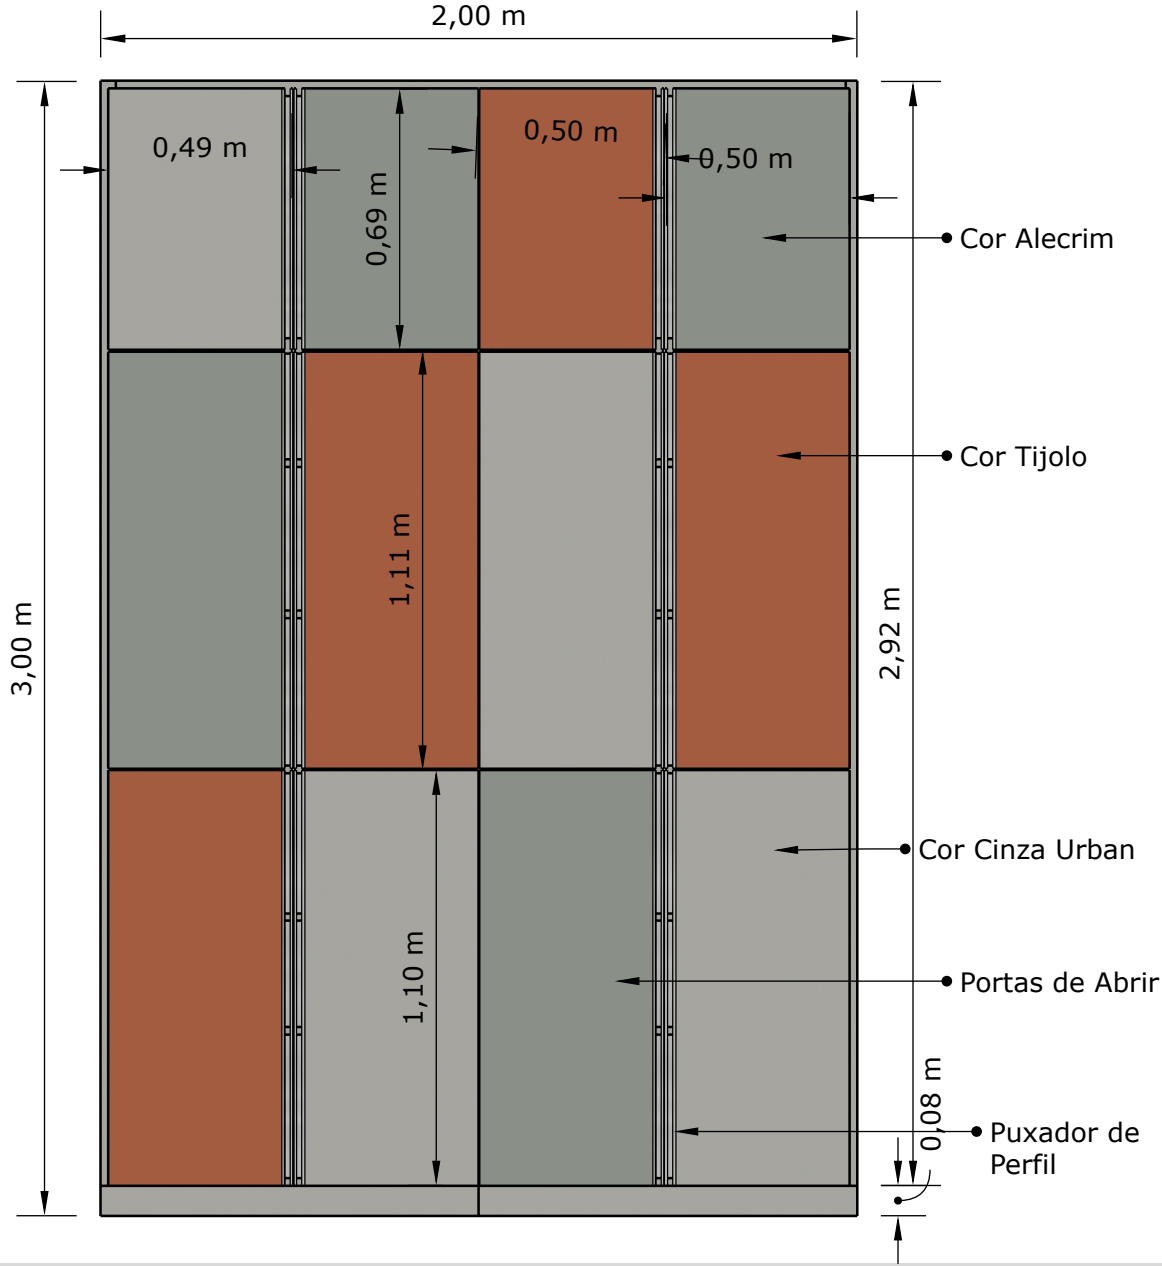 2,00 m
0,49 m
0,50 m
0,50 m
0,69 m
Cor Alecrim
Cor Tijolo
1,11 m
3,00 m
2,92 m
Cor Cinza Urban
1,10 m
Portas de Abrir
0,08 m
Puxador de
Perfil